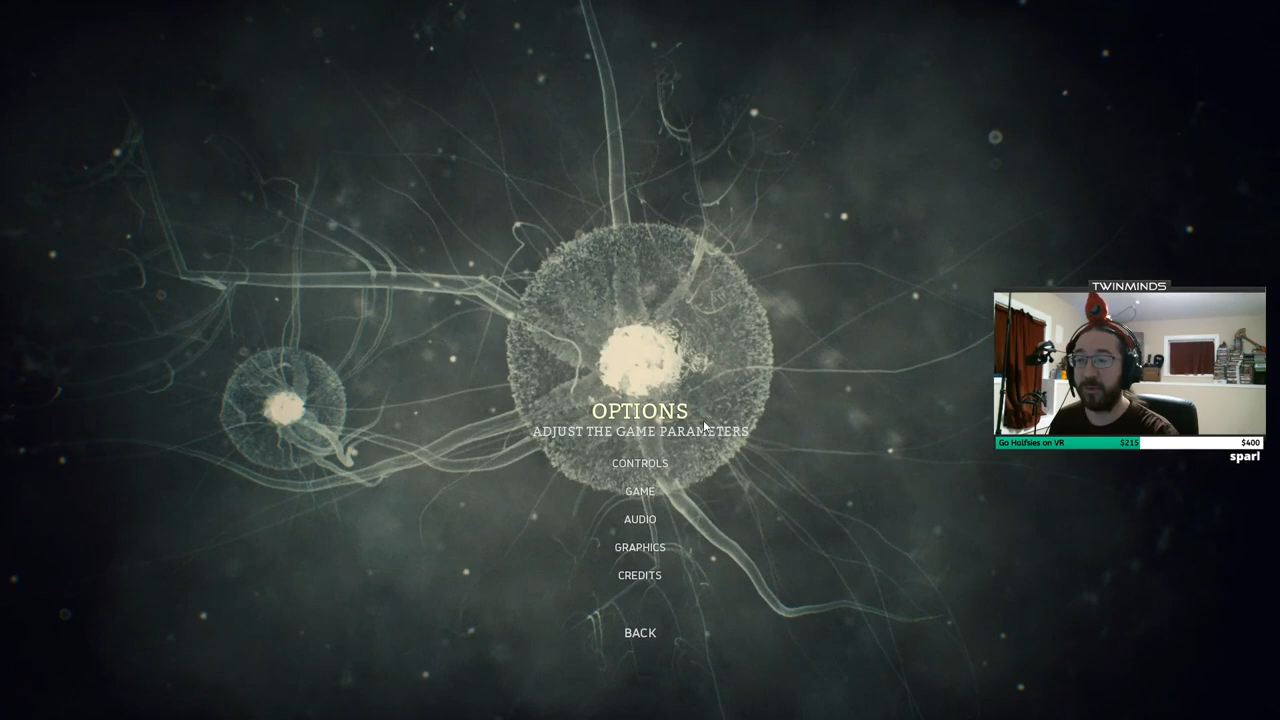 TWINMINDS
OPTIONS
ADJUST THE GAME PARAMETERS
CONTROLS
GAME
AUDIO
GRAPHICS
CREDITS
BACK
Go Halfsies on VR $215 $400
sparl